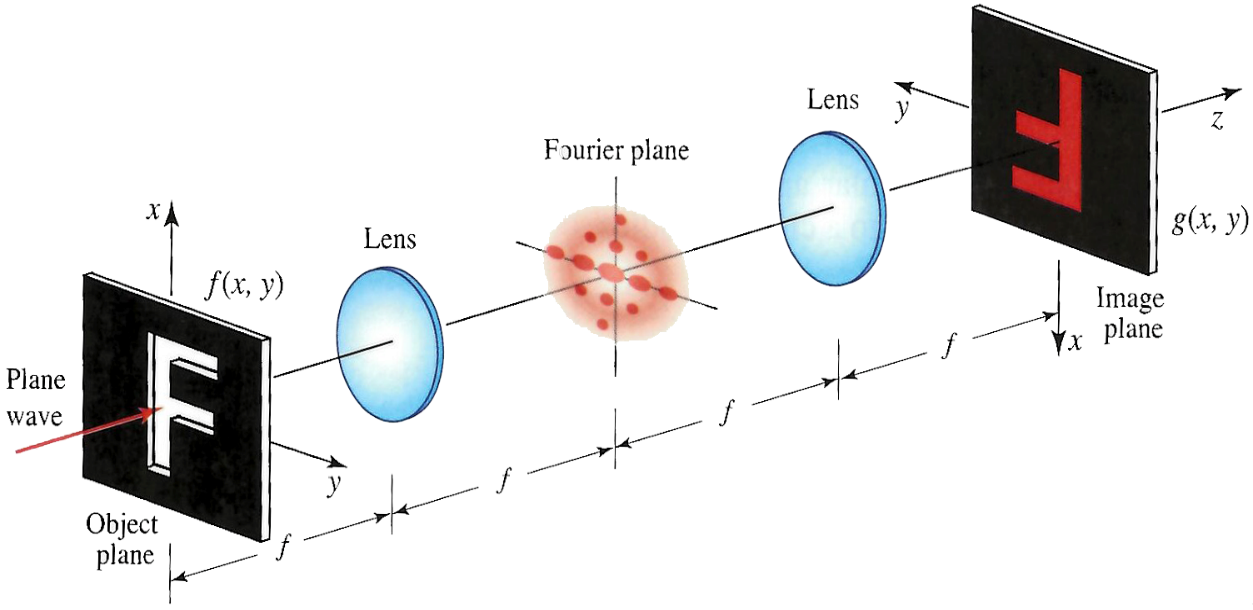 Lens
y
z
Fourier plane
g(x, y)
x
Lens
f(x, y)
Image
plane
x
f
Plane
wave
F
y
f
f
Object
plane
f